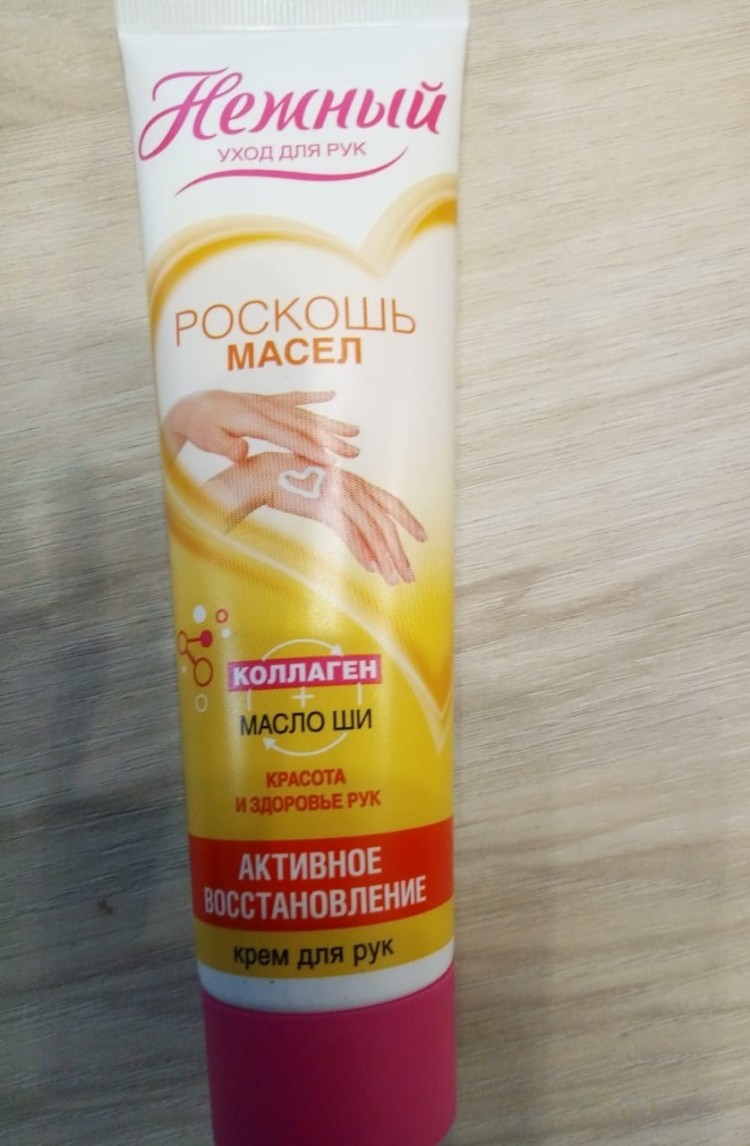 Нежный
УХОД ДЛЯ РУК
РОСКОШЬ
МАСЕЛ
КОЛЛАГЕН
+
МАСЛО ШИ
КРАСОТА
И ЗДОРОВЬЕ РУК
АКТИВНОЕ
ВОССТАНОВЛЕНИЕ
крем для рук